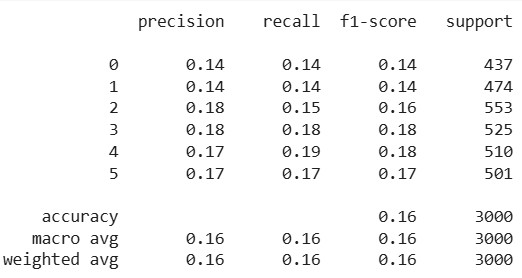 precision recall f1-score support
0 0.14 0.14 0.14 437
1 0.14 0.14 0.14 474
2 0.18 0.15 0.16 553
3 0.18 0.18 0.18 525
4 0.17 0.19 0.18 510
5 0.17 0.17 0.17 501
accuracy 0.16 3000
macro avg 0.16 0.16 0.16 3000
weighted avg 0.16 0.16 0.16 3000